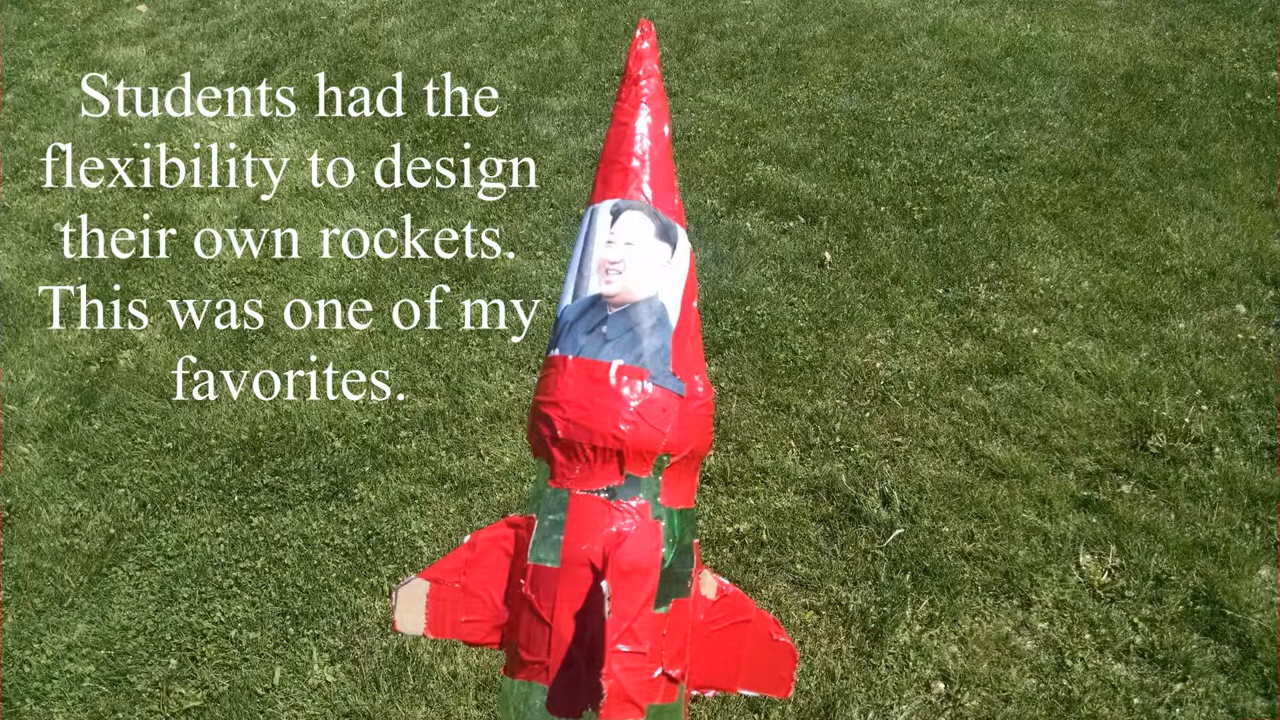 Students had the
flexibility to design
their own rockets.
This was one of my
favorites.